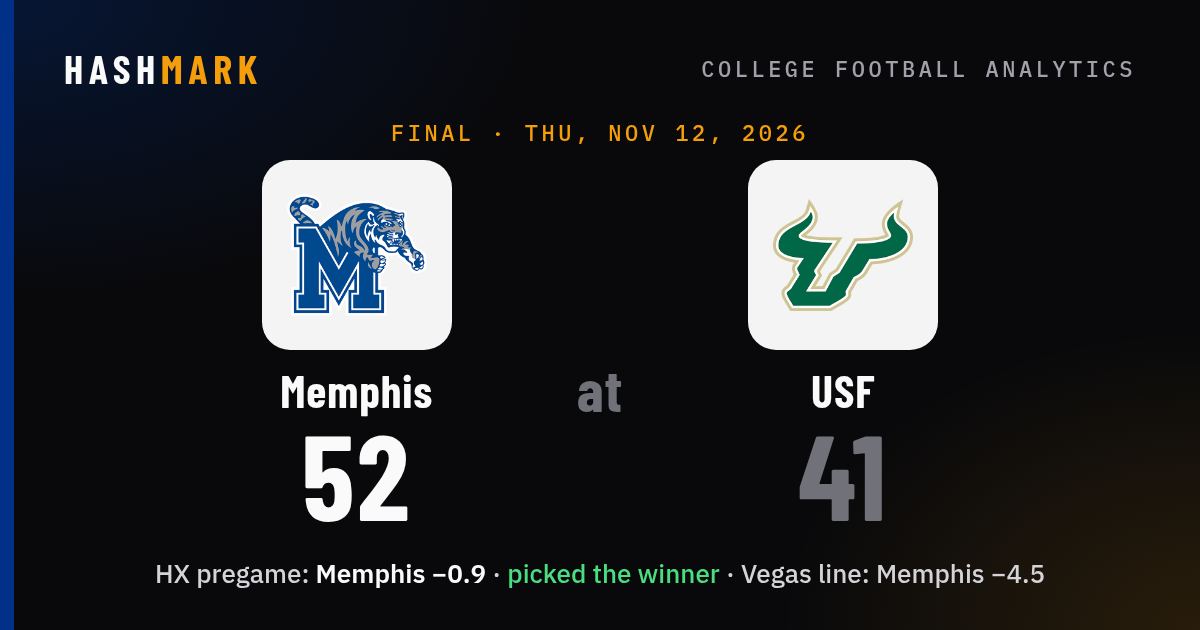 HASHMARK
COLLEGE FOOTBALL ANALYTICS
FINAL · THU, NOV 12, 2026
M
Memphis at USF
52 41
HX pregame: Memphis −0.9 · picked the winner · Vegas line: Memphis −4.5